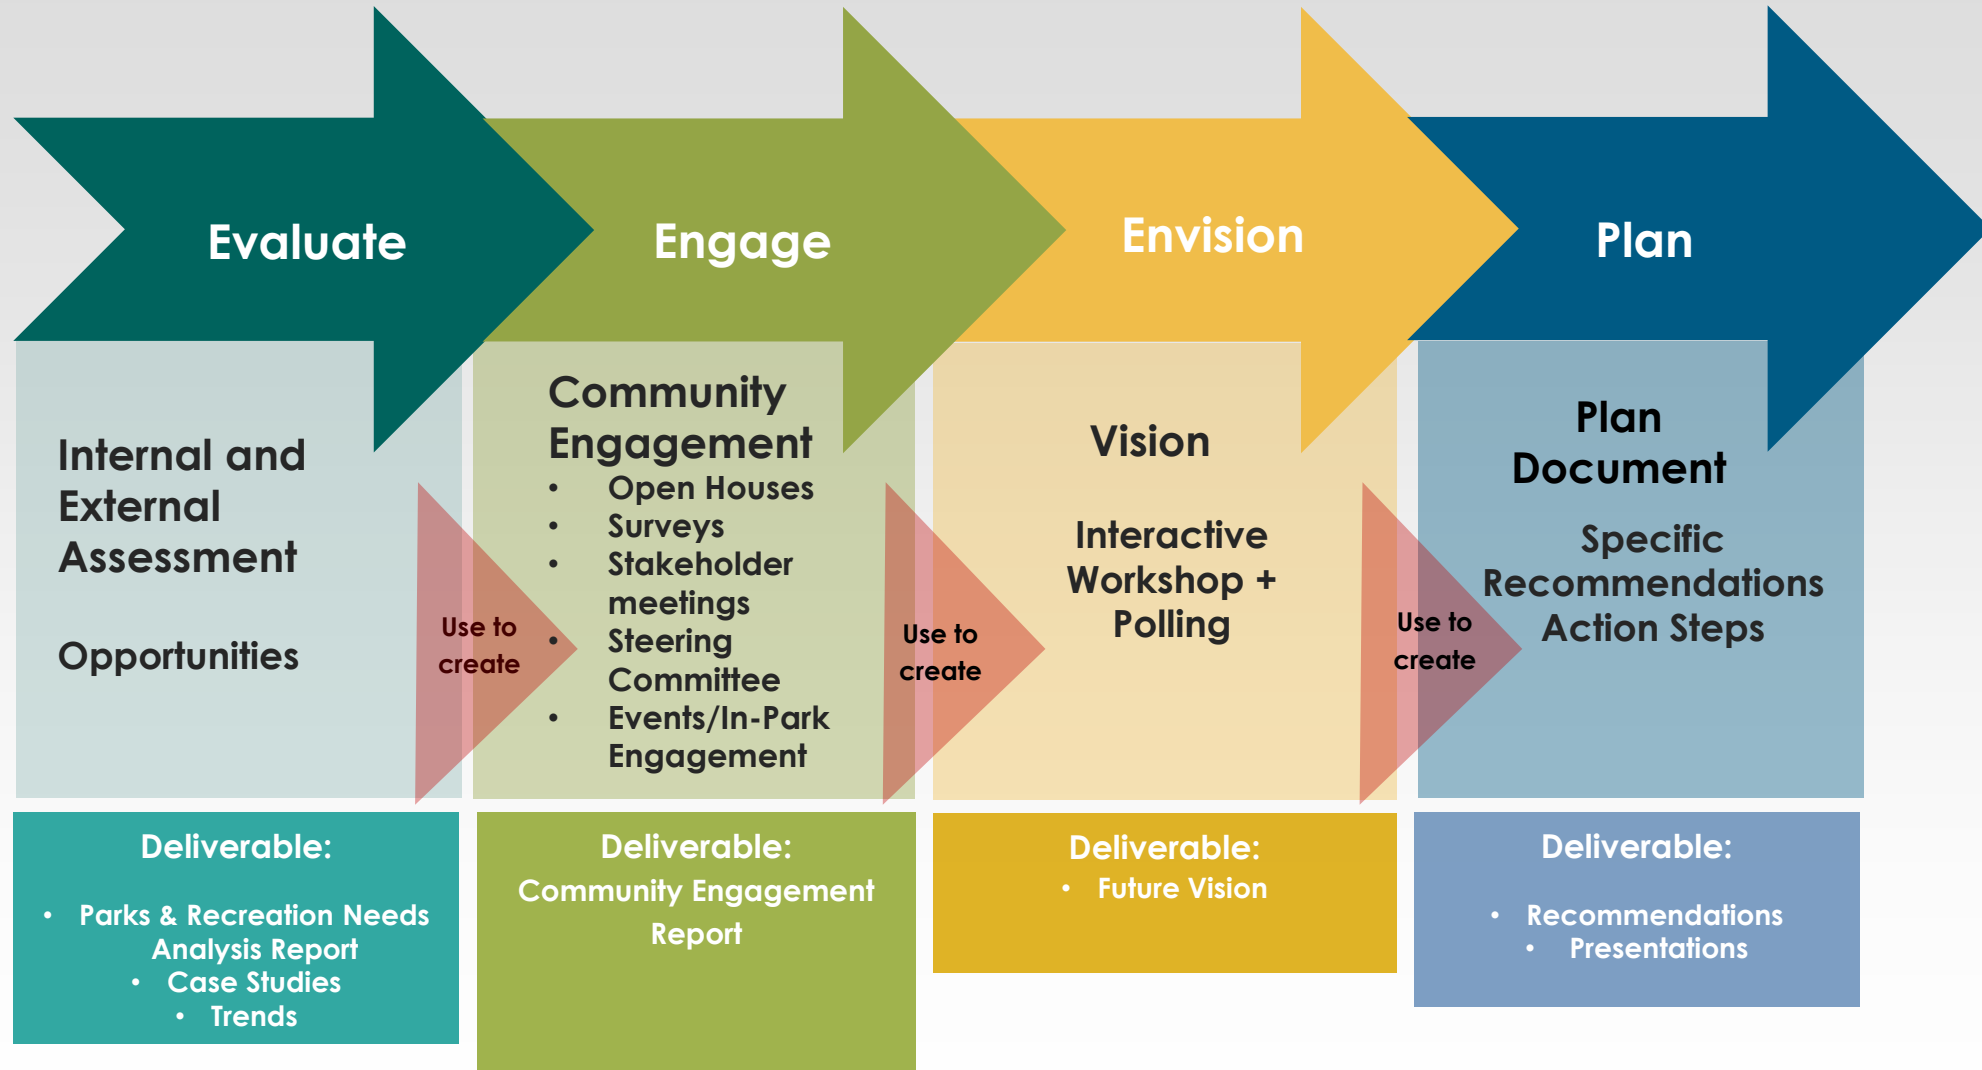 Evaluate
Engage
Envision
Plan
Internal and
External
Assessment
Opportunities
Use to
create
Community
Engagement
• Open Houses
• Surveys
• Stakeholder
meetings
• Steering
Committee
• Events/In-Park
Engagement
Use to
create
Vision
Interactive
Workshop +
Polling
Use to
create
Plan
Document
Specific
Recommendations
Action Steps
Deliverable:
• Parks & Recreation Needs
Analysis Report
• Case Studies
• Trends
Deliverable:
Community Engagement
Report
Deliverable:
• Future Vision
Deliverable:
• Recommendations
• Presentations